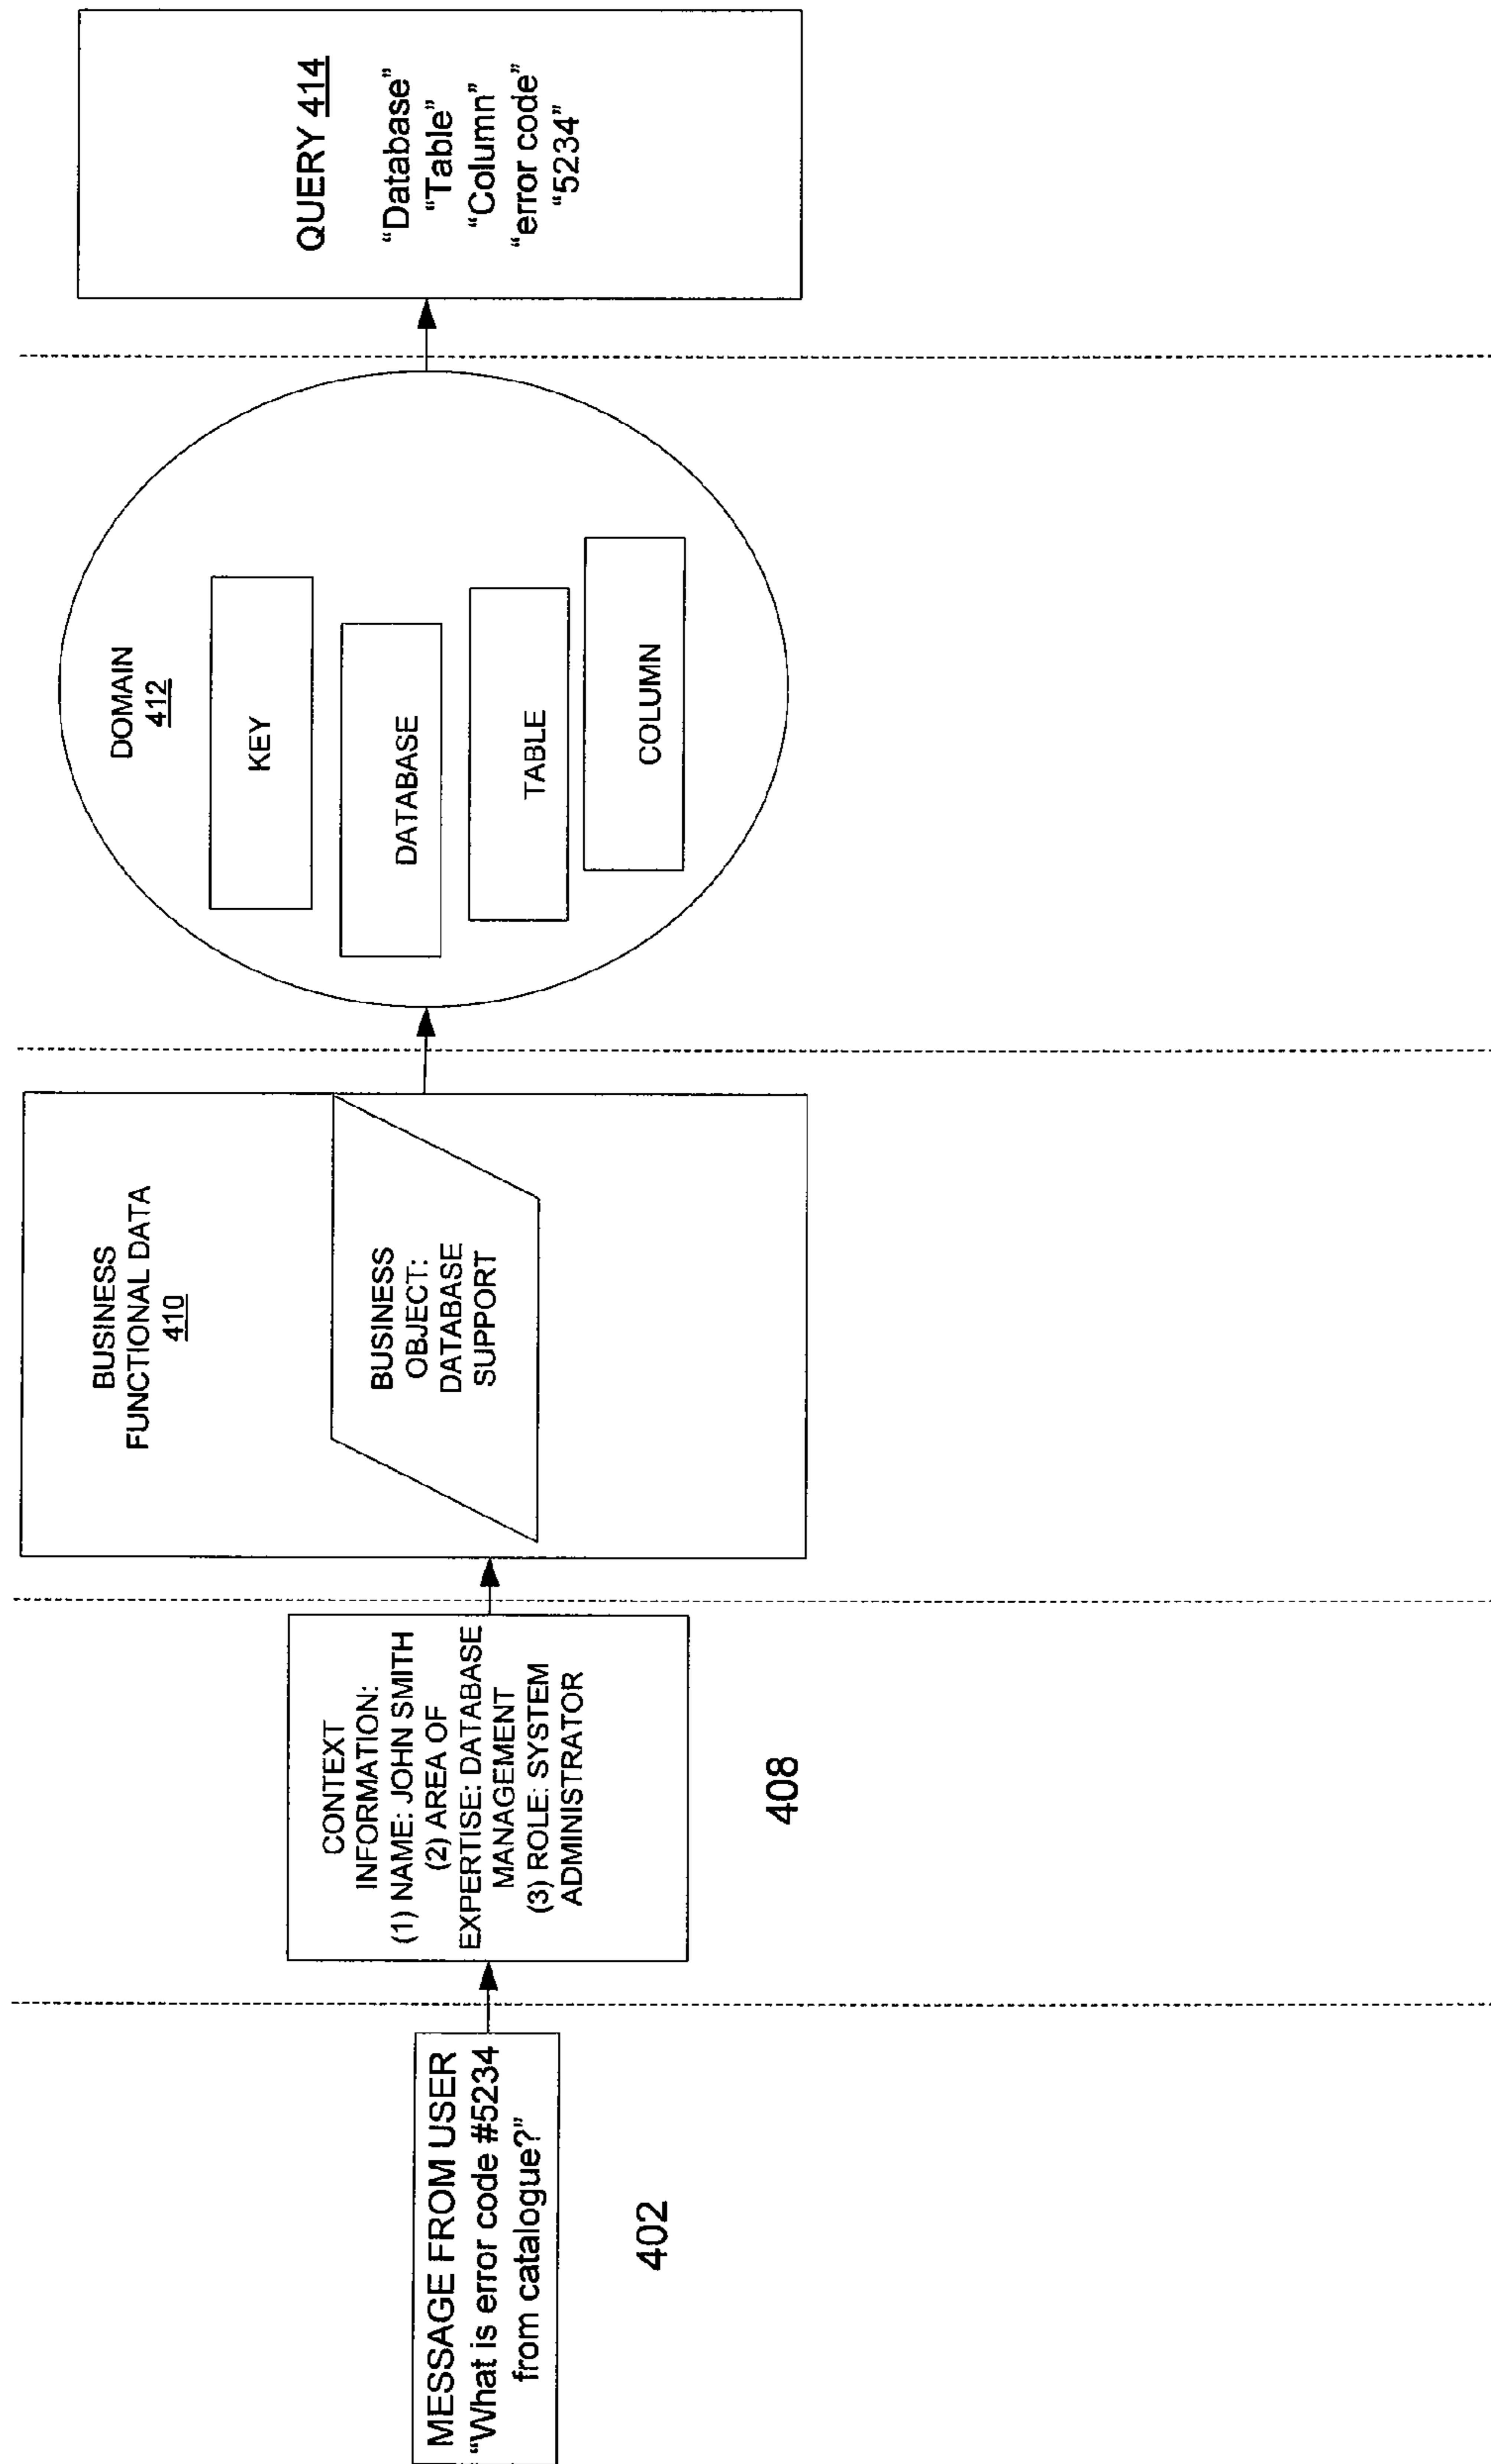 MESSAGE FROM USER
“What is error code #5234
from catalogue?”
402
CONTEXT
INFORMATION:
(1) NAME: JOHN SMITH
(2) AREA OF
EXPERTISE: DATABASE
MANAGEMENT
(3) ROLE: SYSTEM
ADMINISTRATOR
408
BUSINESS
FUNCTIONAL DATA
410
BUSINESS
OBJECT:
DATABASE
SUPPORT
DOMAIN
412
KEY
DATABASE
TABLE
COLUMN
QUERY 414
“Database”
“Table”
“Column”
“error code”
“5234”